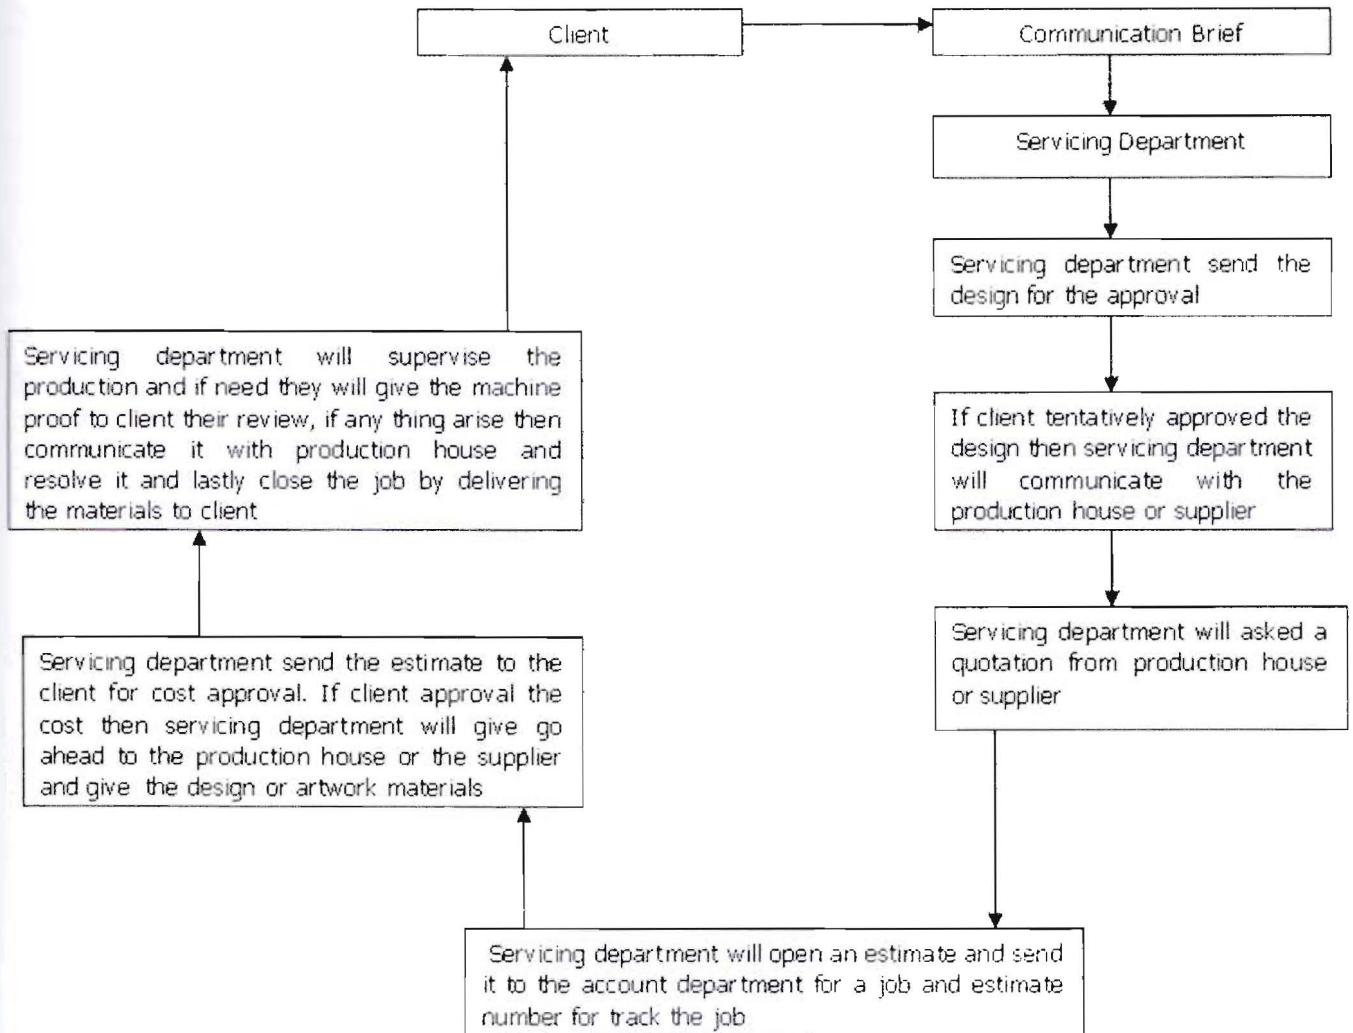 Client
Communication Brief
Servicing Department
Servicing department send the
design for the approval
If client tentatively approved the
design then servicing department
will communicate with the
production house or supplier
Servicing department will asked a
quotation from production house
or supplier
Servicing department will open an estimate and send
it to the account department for a job and estimate
number for track the job
Servicing department send the estimate to the
client for cost approval. If client approval the
cost then servicing department will give go
ahead to the production house or the supplier
and give the design or artwork materials
Servicing department will supervise the
production and if need they will give the machine
proof to client their review, if any thing arise then
communicate it with production house and
resolve it and lastly close the job by delivering
the materials to client